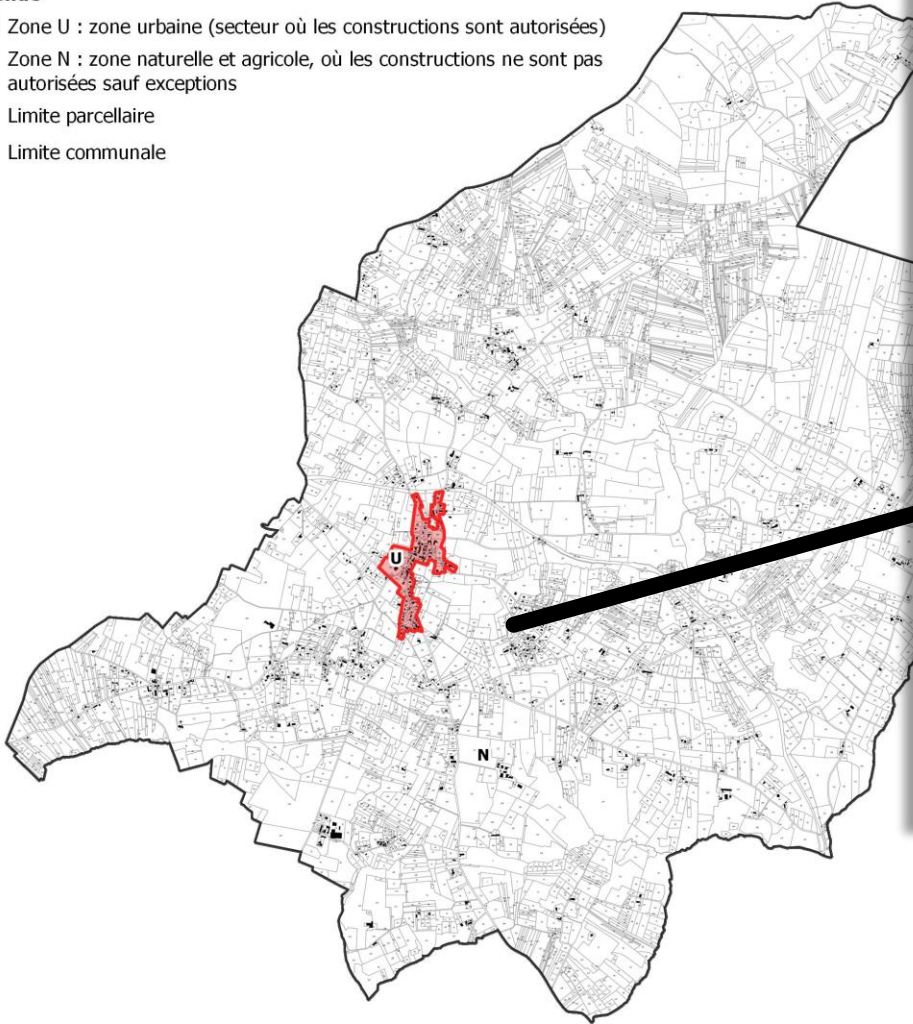 Zone U : zone urbaine (secteur où les constructions sont autorisées)
Zone N : zone naturelle et agricole, où les constructions ne sont pas
autorisées sauf exceptions
Limite parcellaire
Limite communale
U
N